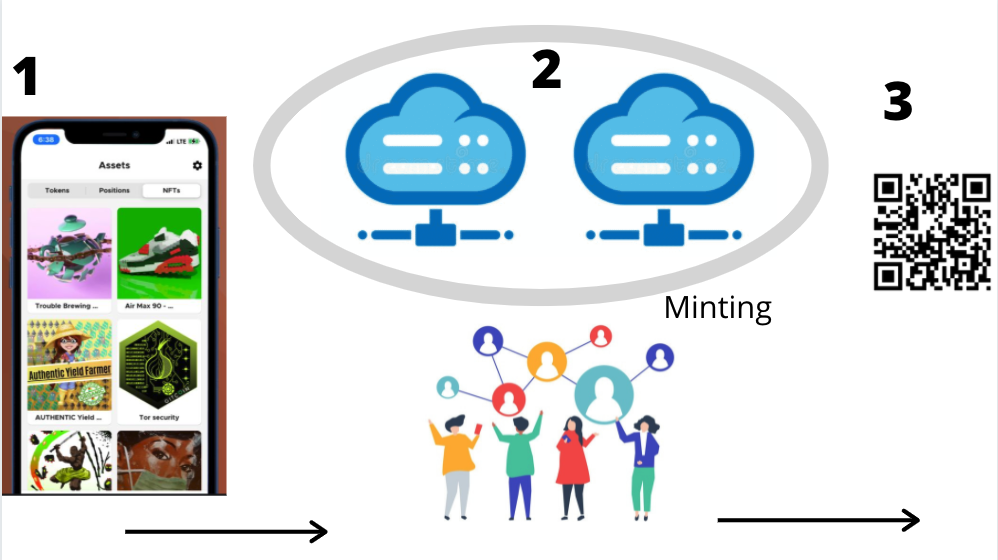 1
2
3
6:38
LTE
Assets
Tokens Positions NFTs
Trouble Brewing ...
Air Max 90 - ...
Authentic Yield Farmer
AUTHENTIC Yield ...
Tor security
Minting